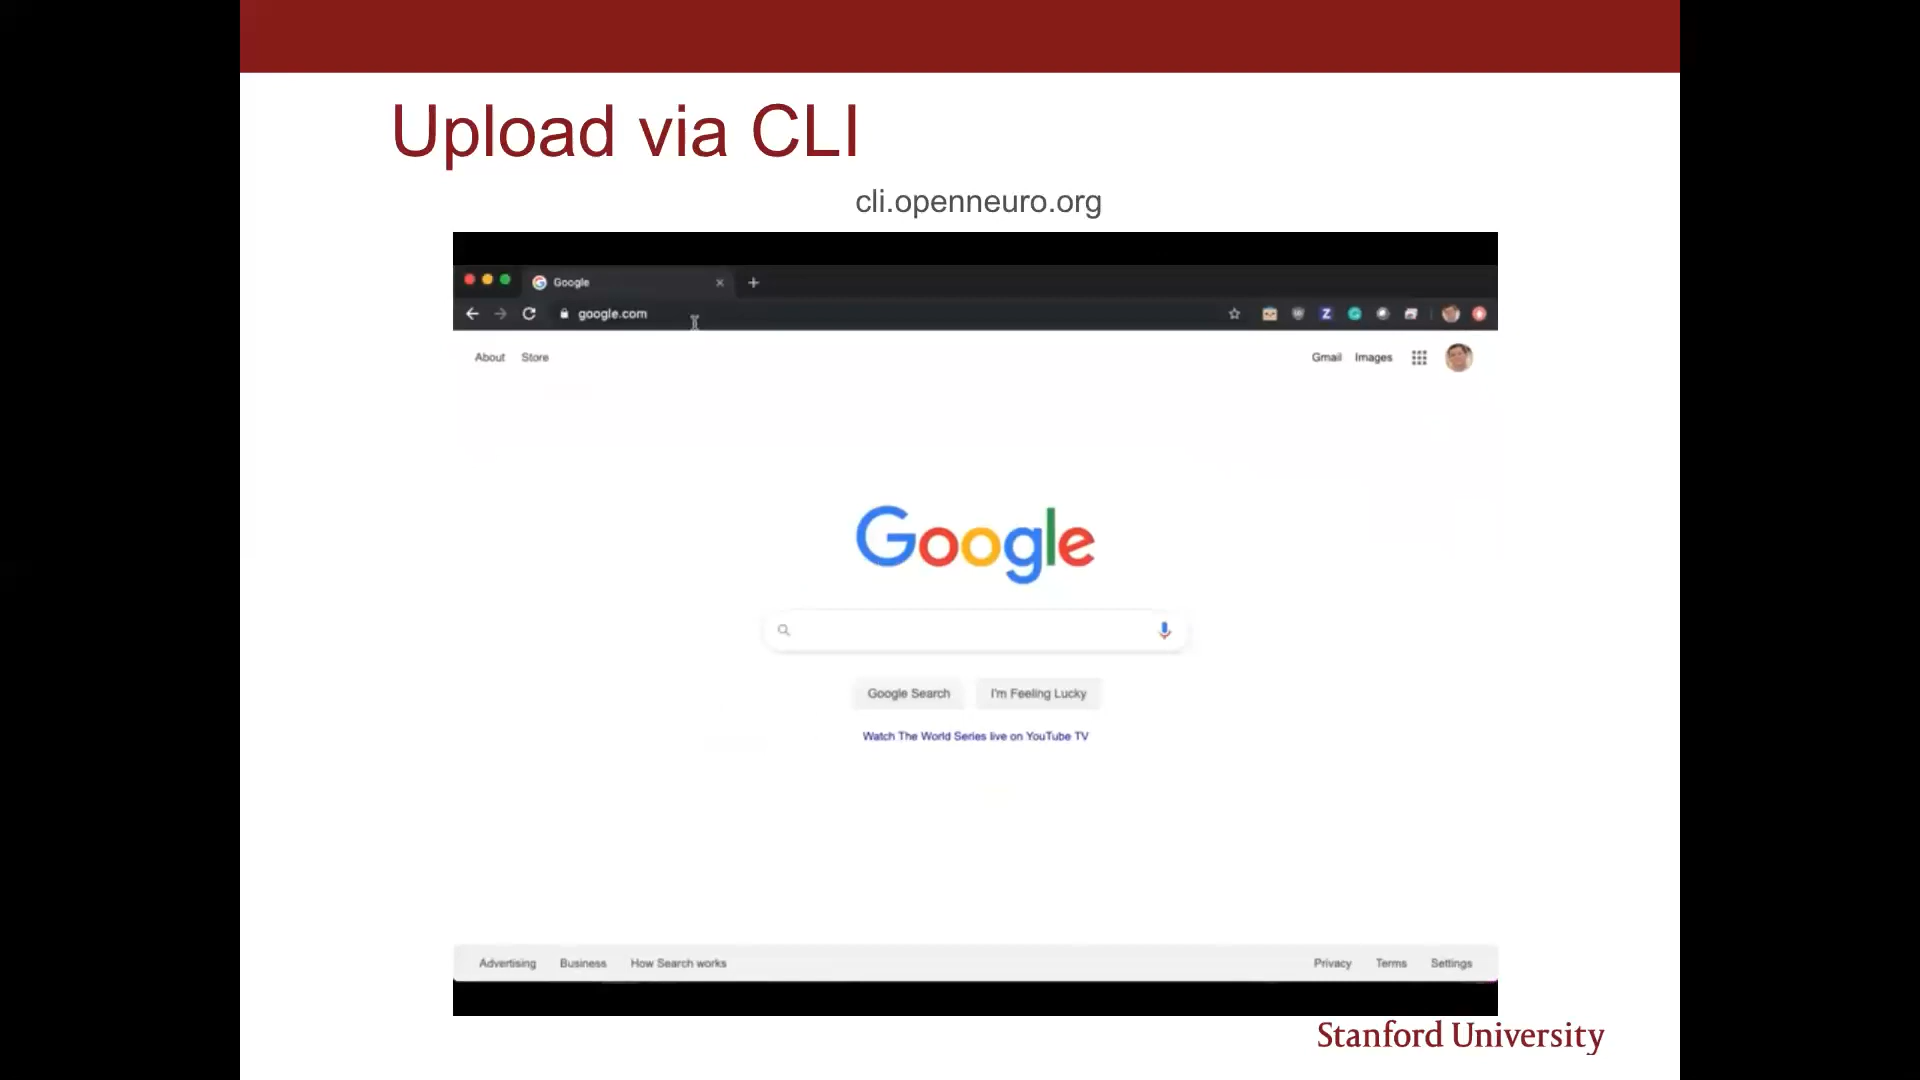 Upload via CLI
cli.openneuro.org
Google
google.com
Z
About Store
Gmail Images
Google
Google Search I'm Feeling Lucky
Watch The World Series live on YouTube TV
Advertising Business How Search works
Privacy Terms Settings
Stanford University